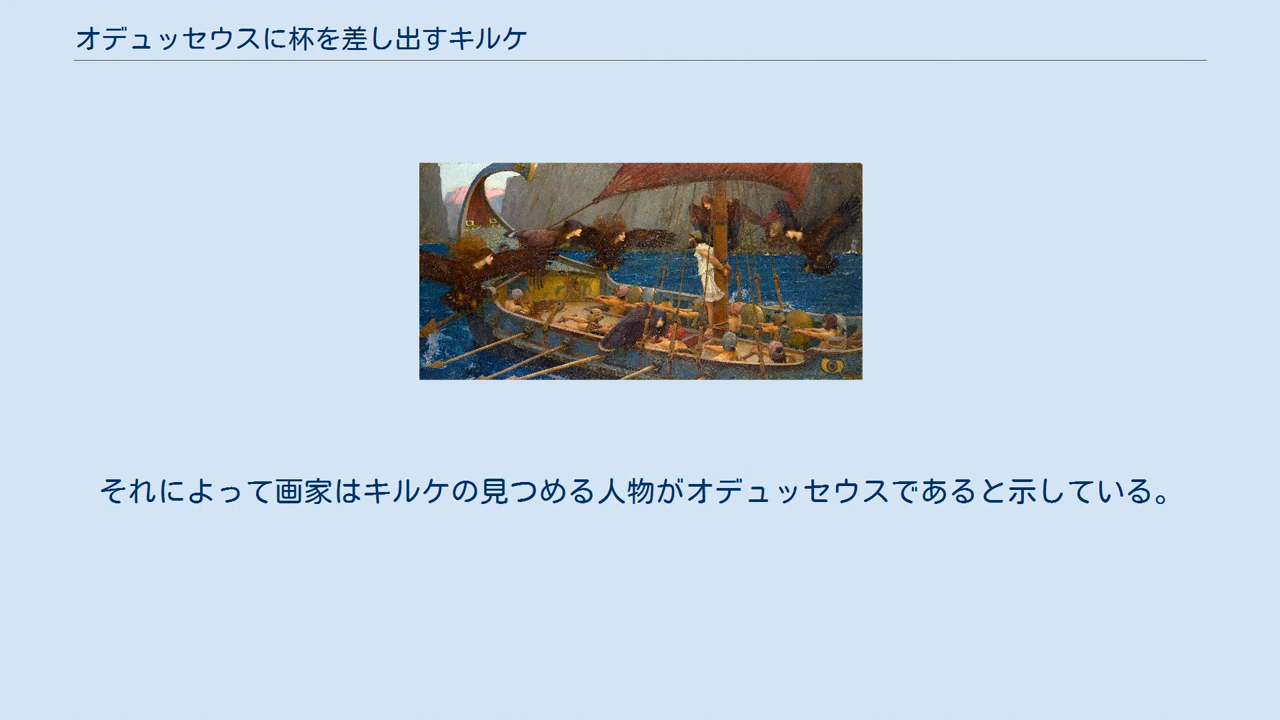 オデュッセウスに杯を差し出すキルケ
それによって画家はキルケの見つめる人物がオデュッセウスであると示している。